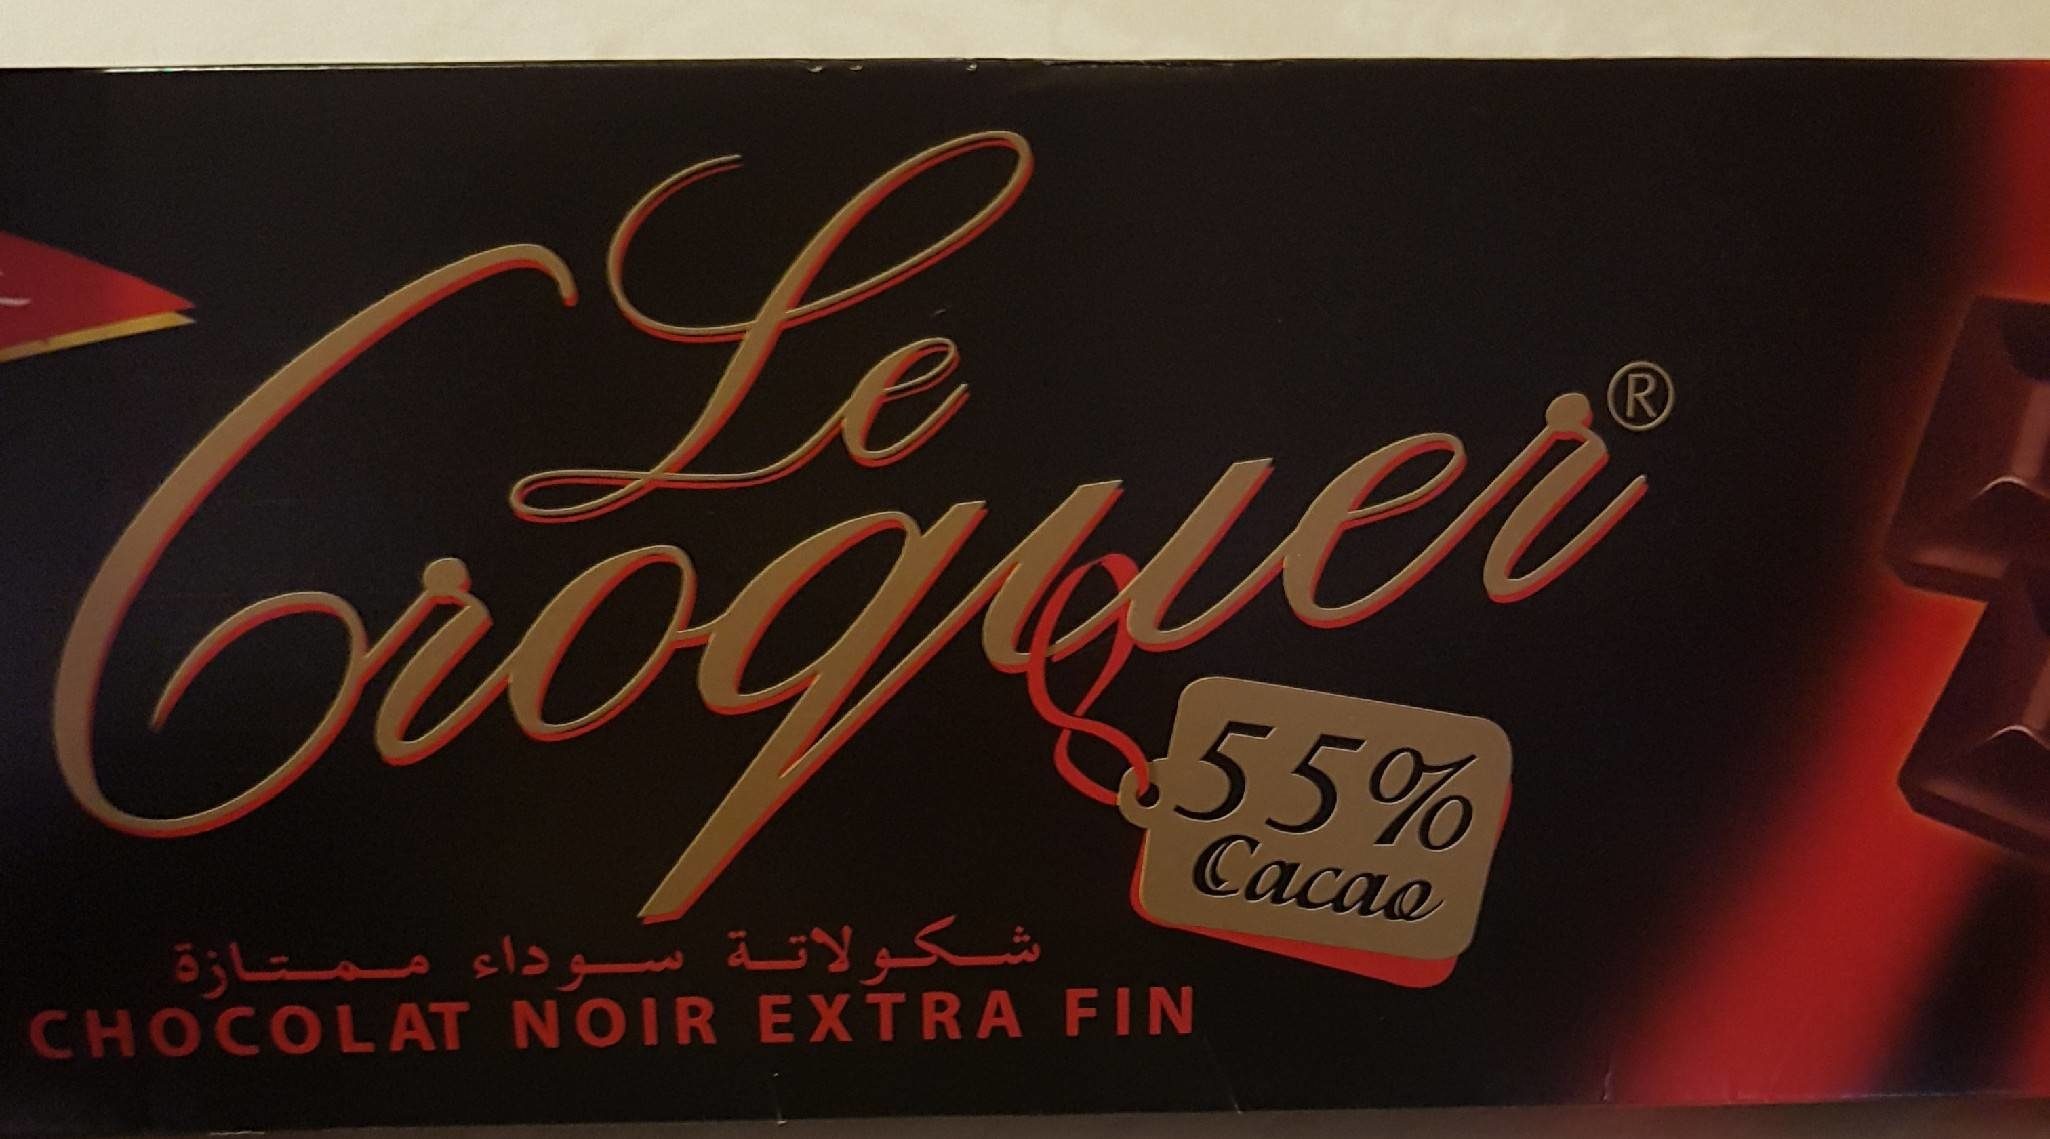 Le
Croquer®
55%
Cacao
شكولاتة سوداء ممتازة
CHOCOLAT NOIR EXTRA FIN